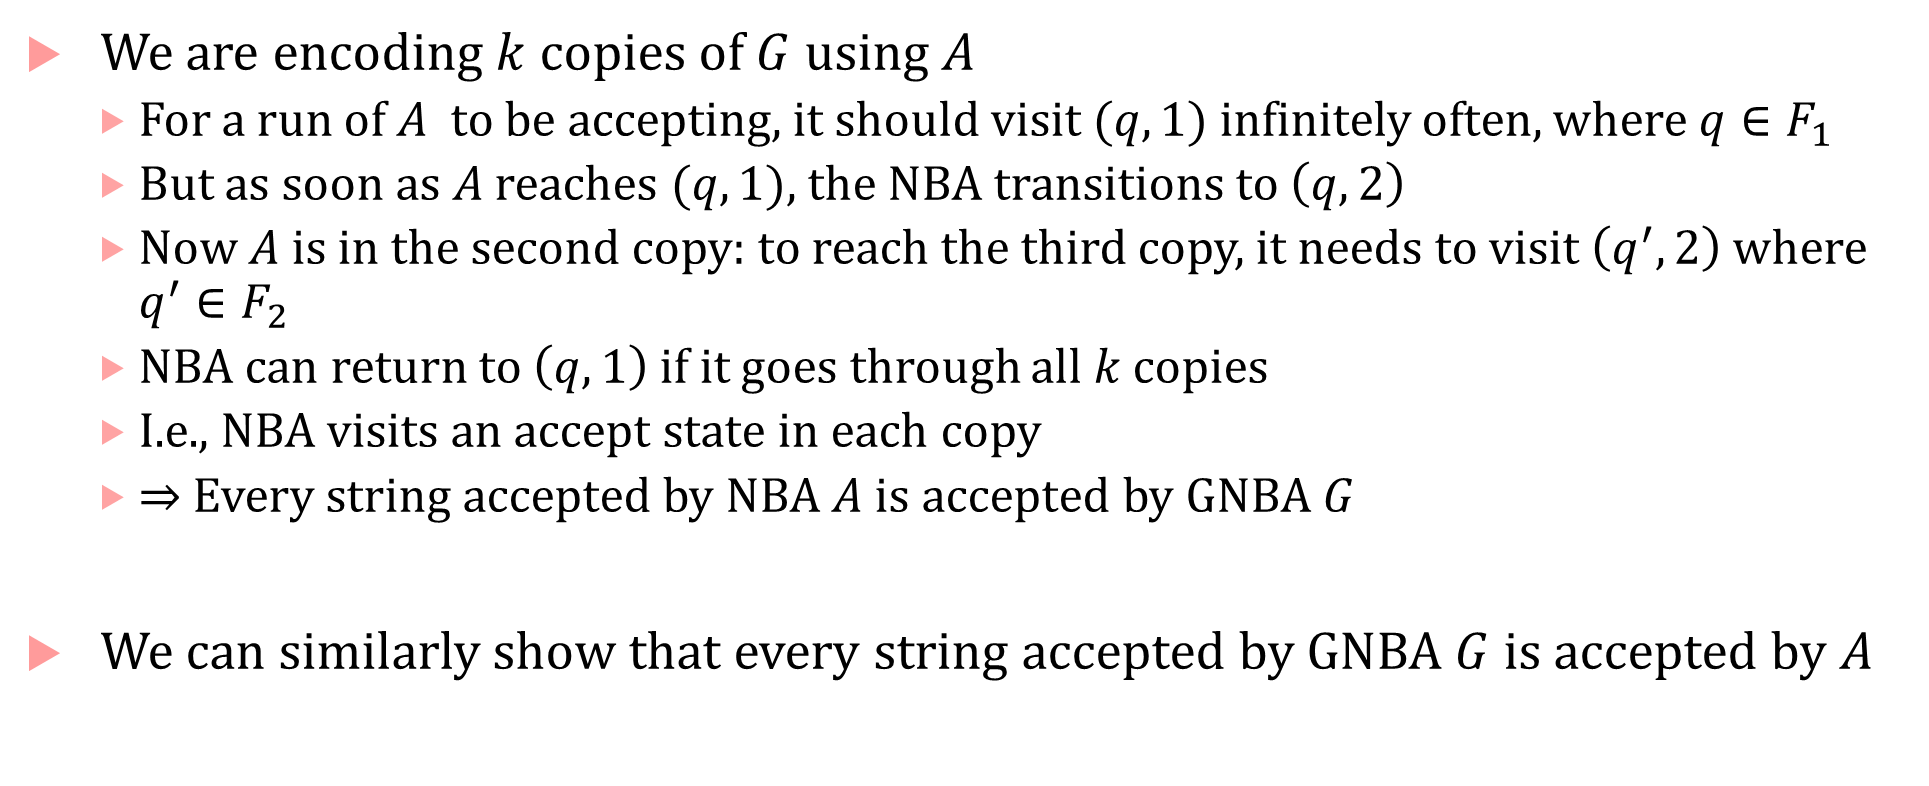 We are encoding k copies of G using A
For a run of A to be accepting, it should visit (q, 1) infinitely often, where q ∈ F₁
But as soon as A reaches (q, 1), the NBA transitions to (q, 2)
Now A is in the second copy: to reach the third copy, it needs to visit (q′, 2) where
q′ ∈ F₂
NBA can return to (q, 1) if it goes through all k copies
I.e., NBA visits an accept state in each copy
⇒ Every string accepted by NBA A is accepted by GNBA G
We can similarly show that every string accepted by GNBA G is accepted by A